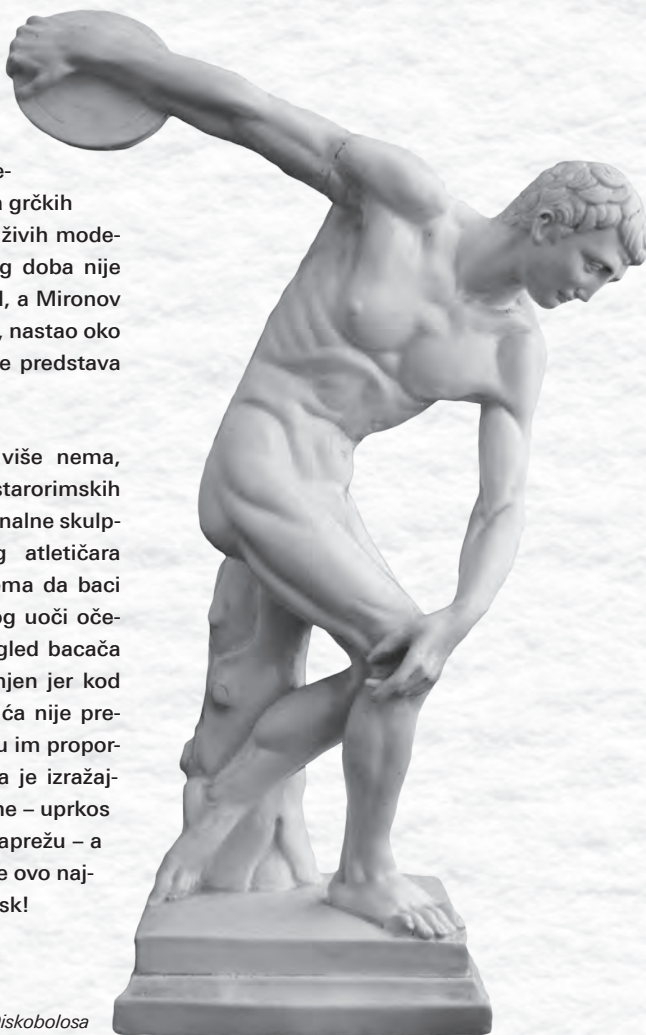 e-
grčkih
živih mode-
g doba nije
l, a Mironov
, nastao oko
e predstava
više nema,
starorimskih
nalne skulp-
g atletičara
ema da baci
og uoči oče-
gled bacača
njen jer kod
ća nije pre-
u im propor-
a je izražaj-
ne – uprkos
aprežu – a
e ovo naj-
sk!
iskobolosa